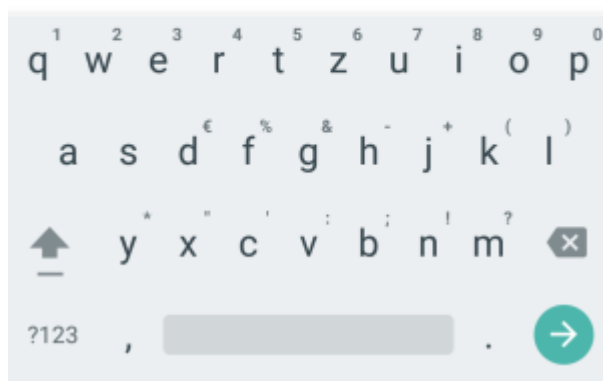 1 2 3 4 5 6 7 8 9 0
q w e r t z u i o p
€ % & - + ( )
a s d f g h j k l
* " ' : ; ! ?
y x c v b n m
?123 , .